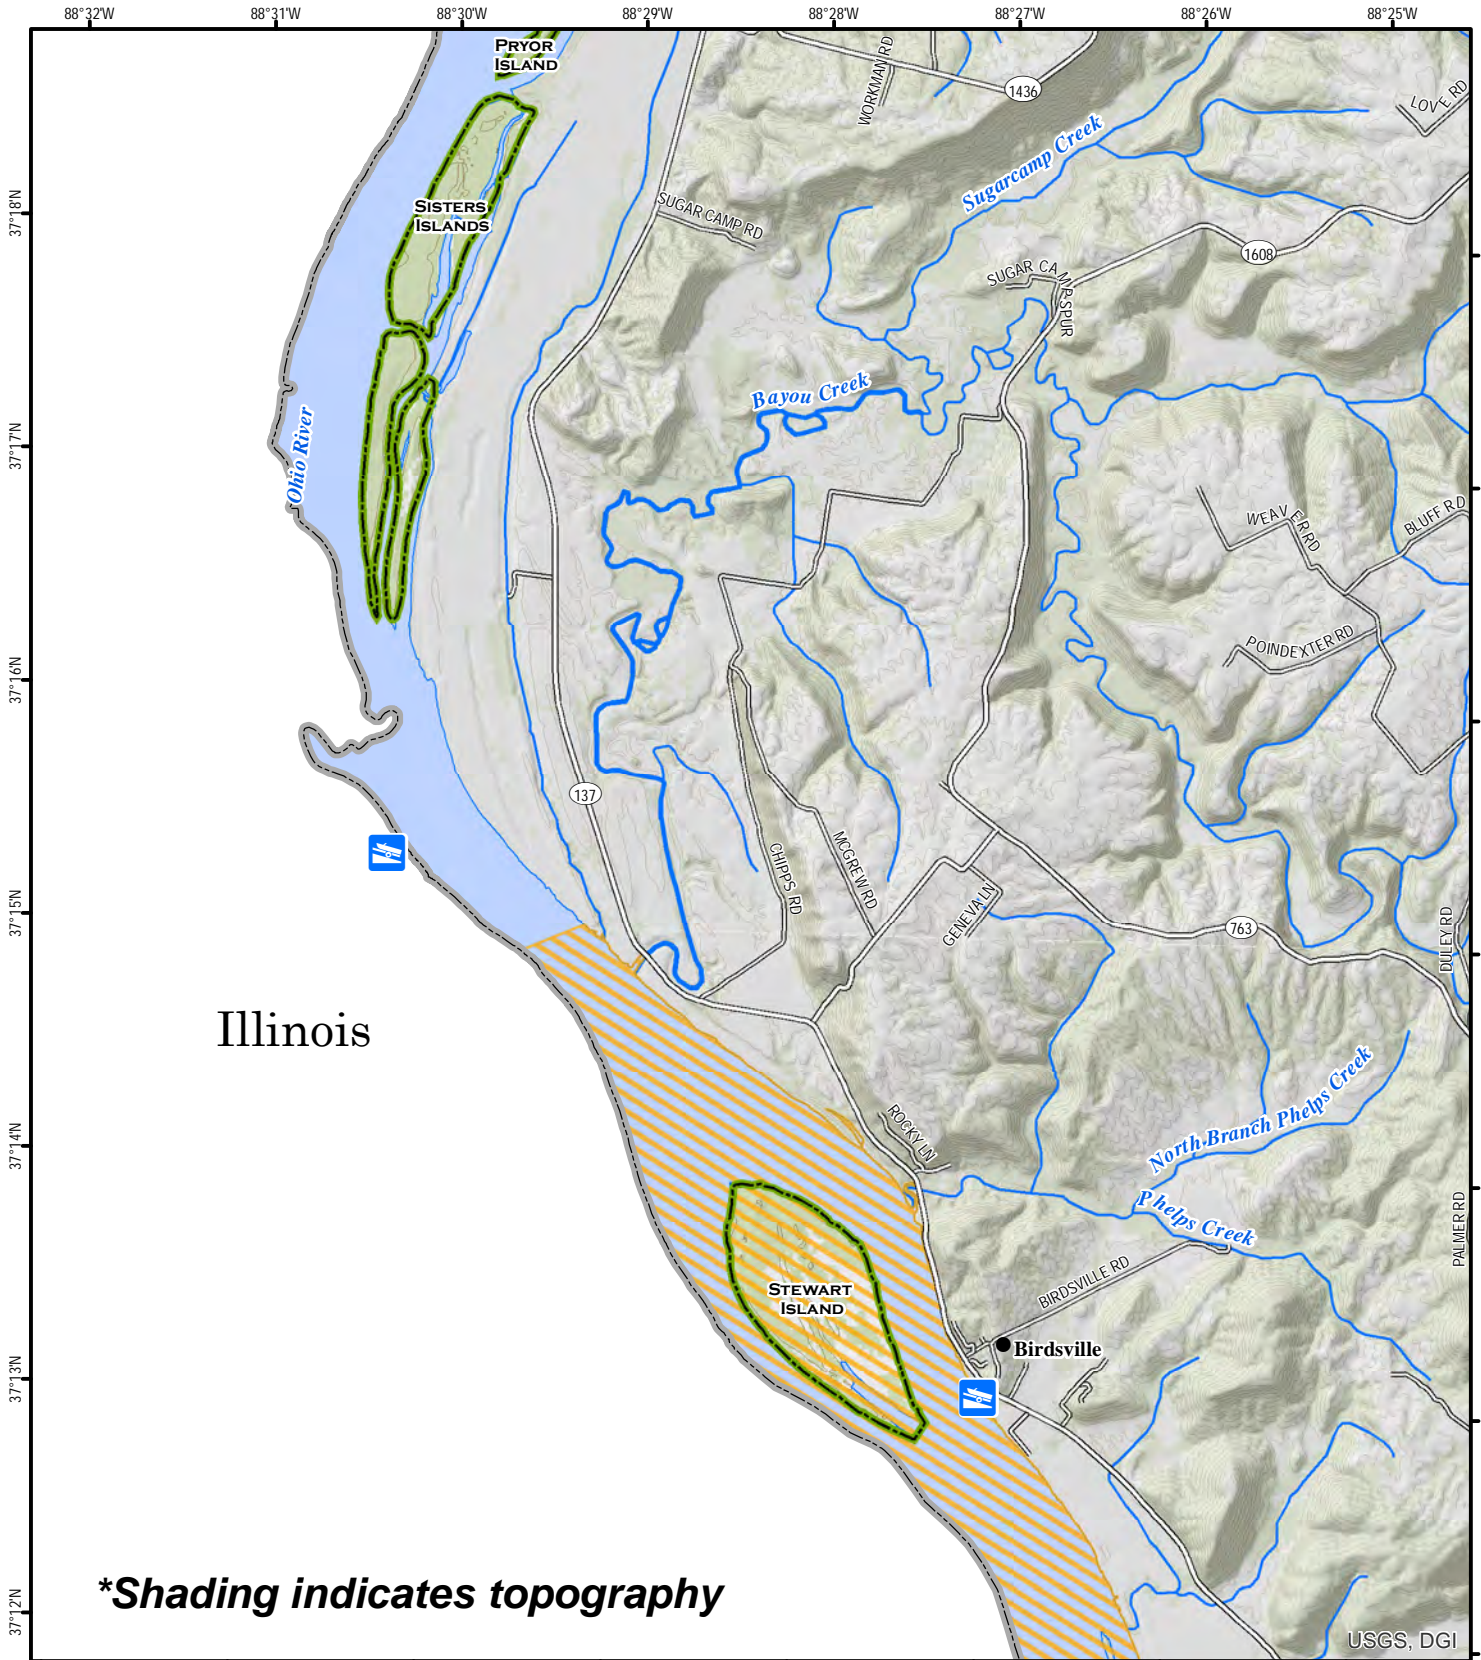 88°32'W
88°31'W
88°30'W
88°29'W
88°28'W
88°27'W
88°26'W
88°25'W
PRYOR
ISLAND
WORKMAN RD
1436
LOVE RD
Sugarcamp Creek
37°18'N
SISTERS
ISLANDS
SUGAR CAMP RD
1608
SUGAR CAMP SPUR
Bayou Creek
37°17'N
Ohio River
WEAVER RD
BLUFF RD
POINDEXTER RD
37°16'N
137
MCGREW RD
CHIPPS RD
GENEVA LN
37°15'N
763
DULEY RD
Illinois
ROCKY LN
North Branch Phelps Creek
37°14'N
Phelps Creek
PALMER RD
BIRDSVILLE RD
STEWART
ISLAND
Birdsville
37°13'N
*Shading indicates topography
37°12'N
USGS, DGI